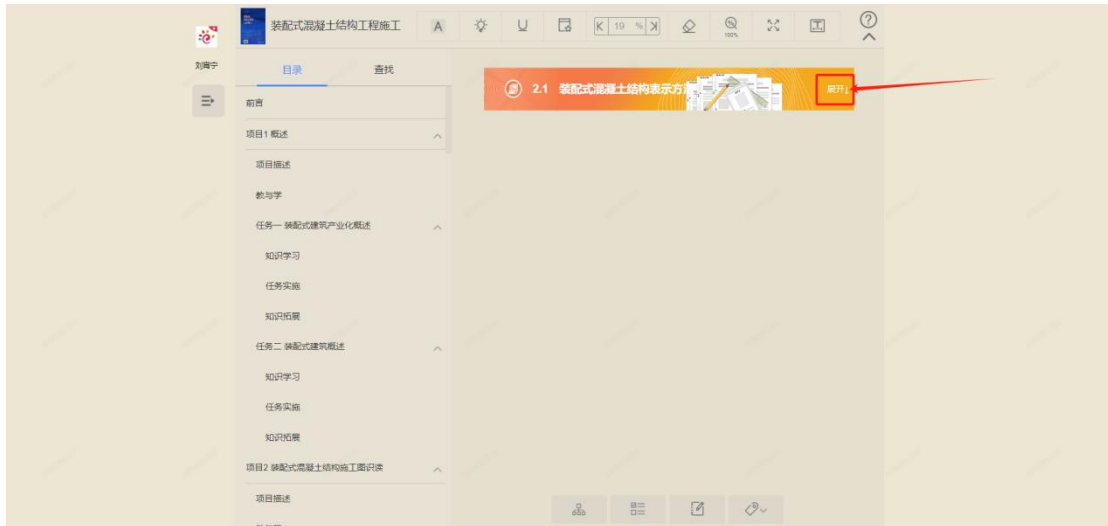 装配式混凝土结构工程施工
A
K 19 % X
100%
?
刘海宁
目录
查找
2.1 装配式混凝土结构表示方法
展开↓
前言
项目1 概述
项目描述
教与学
任务一 装配式建筑产业化概述
知识学习
任务实施
知识拓展
任务二 装配式建筑概述
知识学习
任务实施
知识拓展
项目2 装配式混凝土结构施工图识读
项目描述